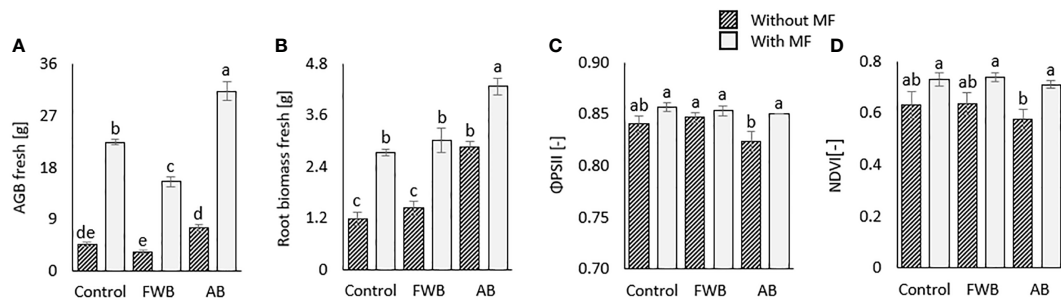 Without MF
With MF
A
AGB fresh [g]
36
27
18
9
0
de
b
e
c
d
a
Control
FWB
AB
B
Root biomass fresh [g]
4.8
3.6
2.4
1.2
0
c
b
c
b
b
a
Control
FWB
AB
C
ΦPSII [-]
0.90
0.85
0.80
0.75
0.70
ab
a
a
a
b
a
Control
FWB
AB
D
NDVI[-]
0.8
0.6
0.4
0.2
0
ab
a
ab
a
b
a
Control
FWB
AB